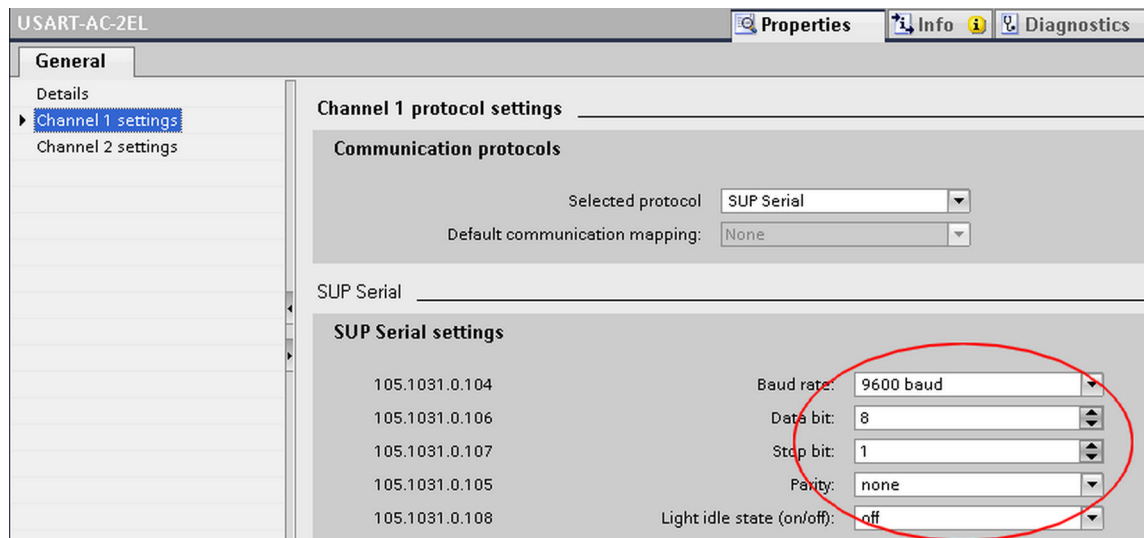 USART-AC-2EL
Properties Info Diagnostics
General
Details
Channel 1 settings
Channel 2 settings
Channel 1 protocol settings
Communication protocols
Selected protocol SUP Serial
Default communication mapping: None
SUP Serial
SUP Serial settings
105.1031.0.104 Baud rate: 9600 baud
105.1031.0.106 Data bit: 8
105.1031.0.107 Stop bit: 1
105.1031.0.105 Parity: none
105.1031.0.108 Light idle state (on/off): off